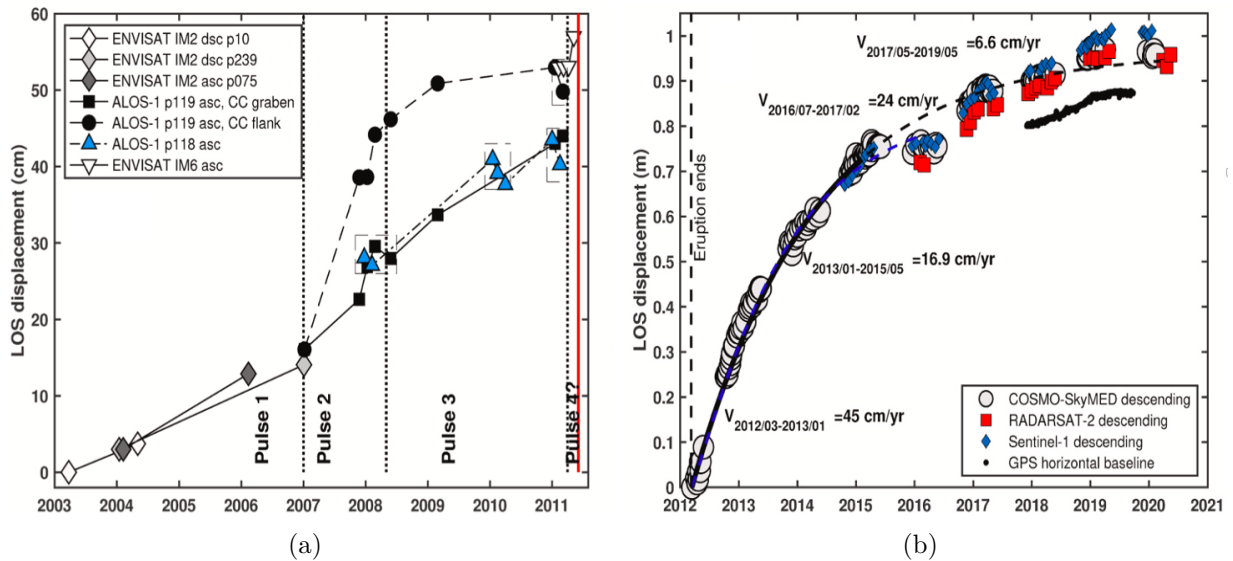 60
50
40
30
20
10
0
LOS displacement (cm)
2003 2004 2005 2006 2007 2008 2009 2010 2011
ENVISAT IM2 dsc p10
ENVISAT IM2 dsc p239
ENVISAT IM2 asc p075
ALOS-1 p119 asc, CC graben
ALOS-1 p119 asc, CC flank
ALOS-1 p118 asc
ENVISAT IM6 asc
Pulse 1
Pulse 2
Pulse 3
Pulse 4?
(a)
1
0.9
0.8
0.7
0.6
0.5
0.4
0.3
0.2
0.1
0
LOS displacement (m)
2012 2013 2014 2015 2016 2017 2018 2019 2020 2021
Eruption ends
V2017/05-2019/05 =6.6 cm/yr
V2016/07-2017/02 =24 cm/yr
V2013/01-2015/05 =16.9 cm/yr
V2012/03-2013/01 =45 cm/yr
COSMO-SkyMED descending
RADARSAT-2 descending
Sentinel-1 descending
GPS horizontal baseline
(b)